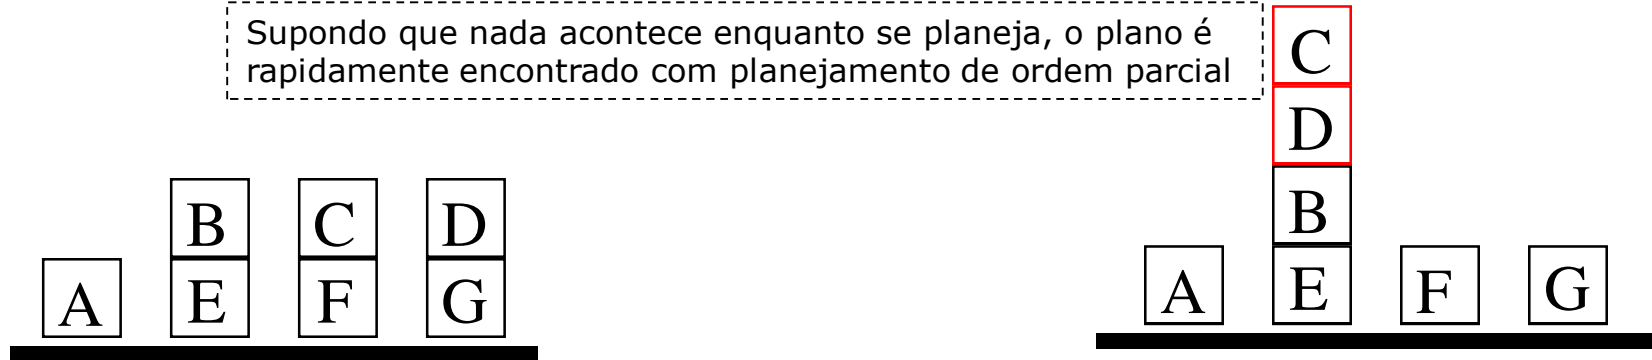 Supondo que nada acontece enquanto se planeja, o plano é
rapidamente encontrado com planejamento de ordem parcial
B C D
A E F G
C
D
B
A E F G